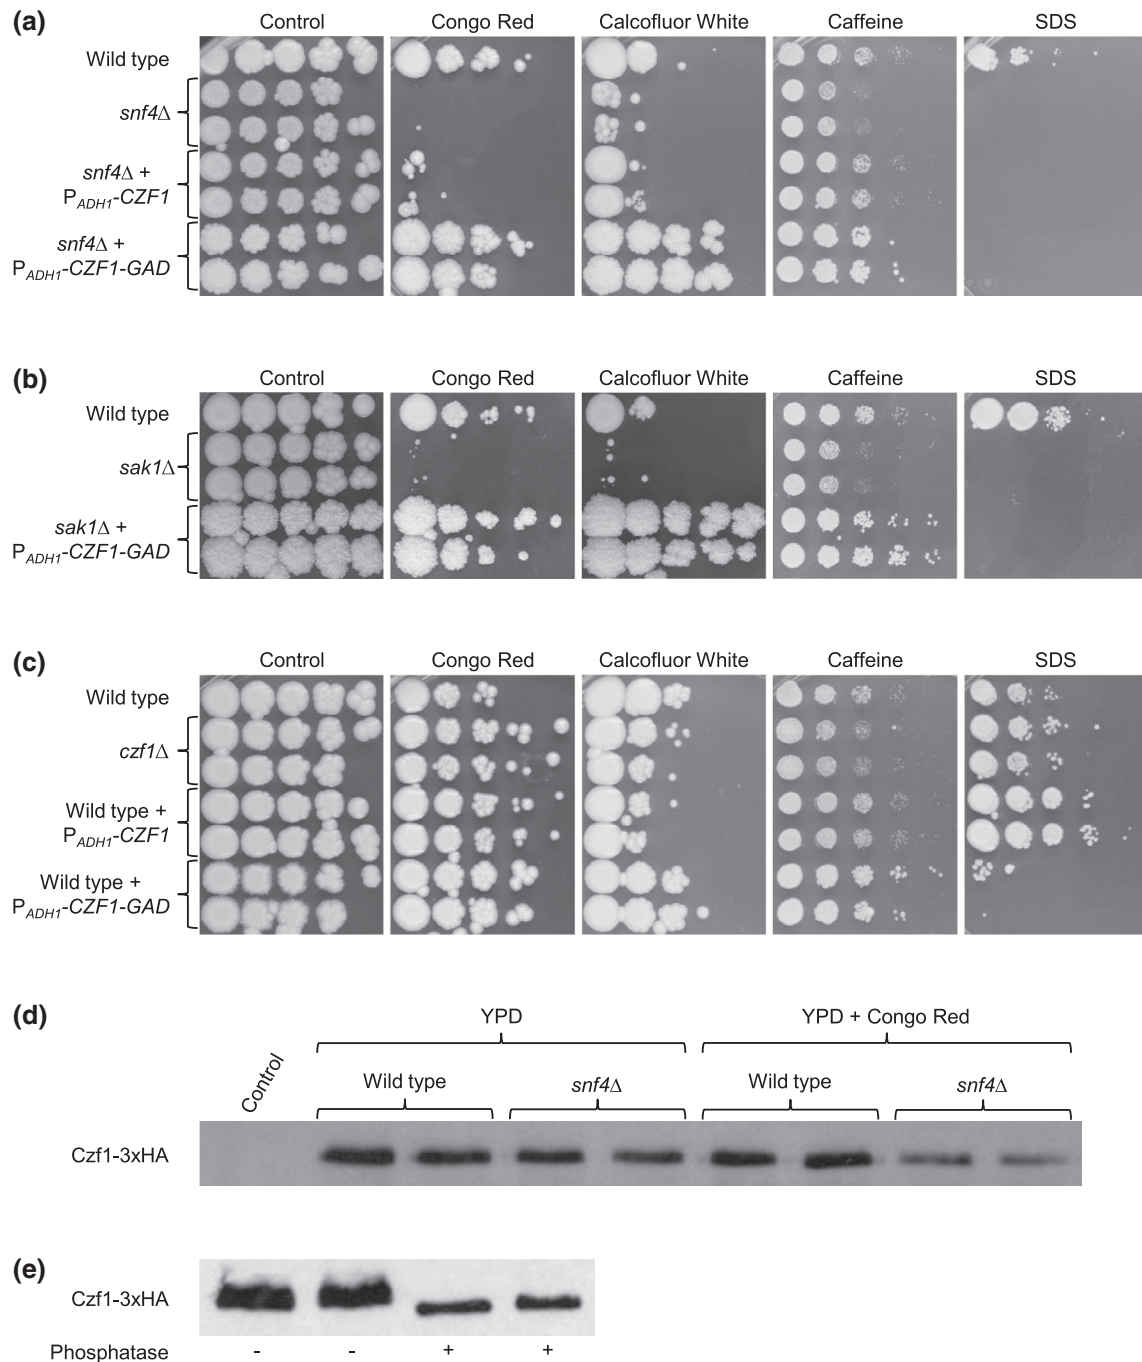 (a)
Control Congo Red Calcofluor White Caffeine SDS
Wild type
snf4Δ
snf4Δ +
PADH1-CZF1
snf4Δ +
PADH1-CZF1-GAD
(b)
Control Congo Red Calcofluor White Caffeine SDS
Wild type
sak1Δ
sak1Δ +
PADH1-CZF1-GAD
(c)
Control Congo Red Calcofluor White Caffeine SDS
Wild type
czf1Δ
Wild type +
PADH1-CZF1
Wild type +
PADH1-CZF1-GAD
(d)
YPD YPD + Congo Red
Control Wild type snf4Δ Wild type snf4Δ
Czf1-3xHA
(e)
Czf1-3xHA
Phosphatase - - + +